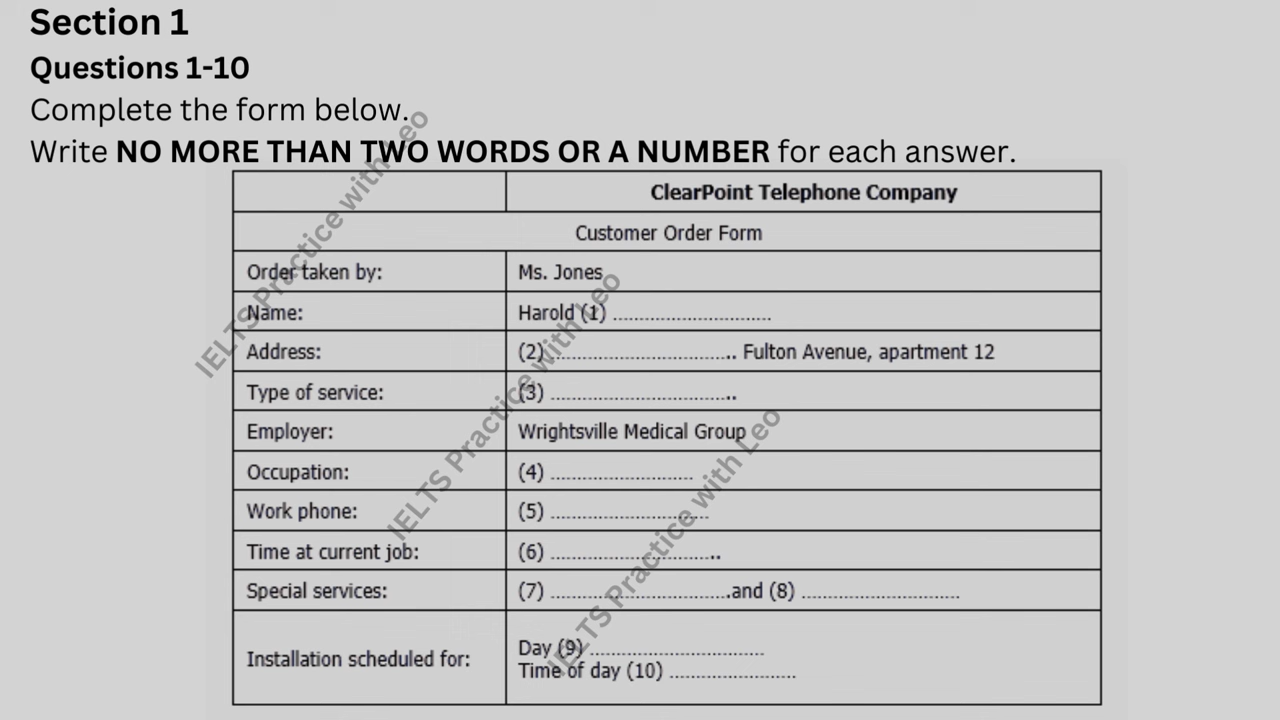 Section 1
Questions 1-10
Complete the form below.
Write NO MORE THAN TWO WORDS OR A NUMBER for each answer.
ClearPoint Telephone Company
Customer Order Form
Order taken by: Ms. Jones
Name: Harold (1) ..............................
Address: (2) ................................... Fulton Avenue, apartment 12
Type of service: (3) ...................................
Employer: Wrightsville Medical Group
Occupation: (4) ...........................
Work phone: (5) ..............................
Time at current job: (6) ................................
Special services: (7) ..................................and (8) ..............................
Installation scheduled for: Day (9) .................................
Time of day (10) ........................
IELTS Practice with Leo
IELTS Practice with Leo
IELTS Practice with Leo